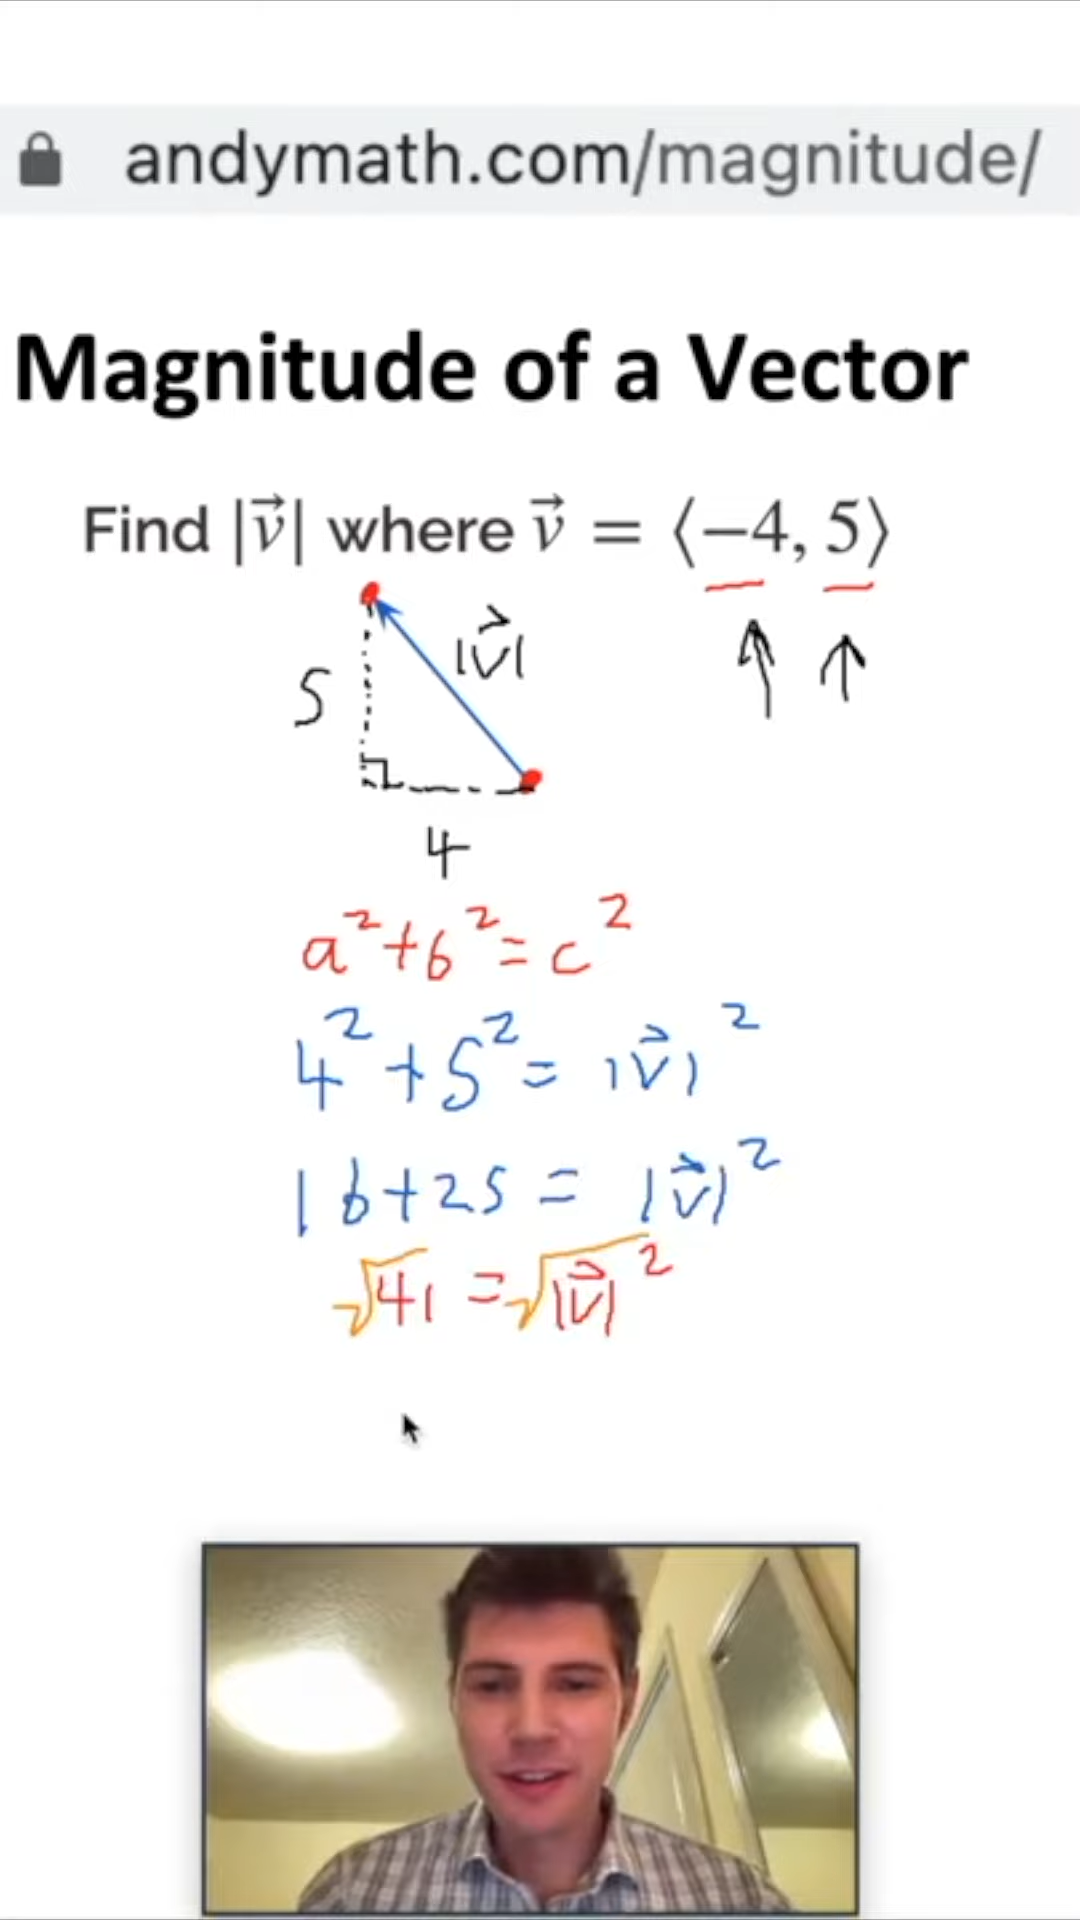 andymath.com/magnitude/
Magnitude of a Vector
Find |v⃗| where v⃗ = ⟨−4, 5⟩
|v⃗|
5
4
a²+b²=c²
4²+5²=|v⃗|²
16+25=|v⃗|²
√41=√|v⃗|²